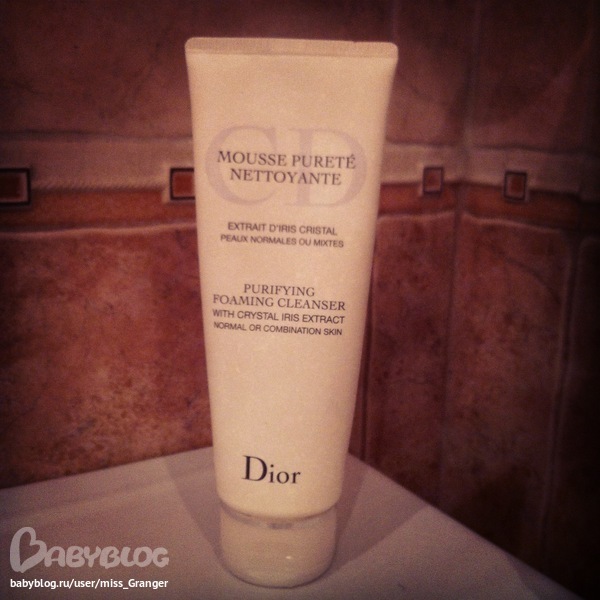 CD
MOUSSE PURETÉ
NETTOYANTE
EXTRAIT D'IRIS CRISTAL
PEAUX NORMALES OU MIXTES
PURIFYING
FOAMING CLEANSER
WITH CRYSTAL IRIS EXTRACT
NORMAL OR COMBINATION SKIN
Dior
BABYBLOG
babyblog.ru/user/miss_Granger